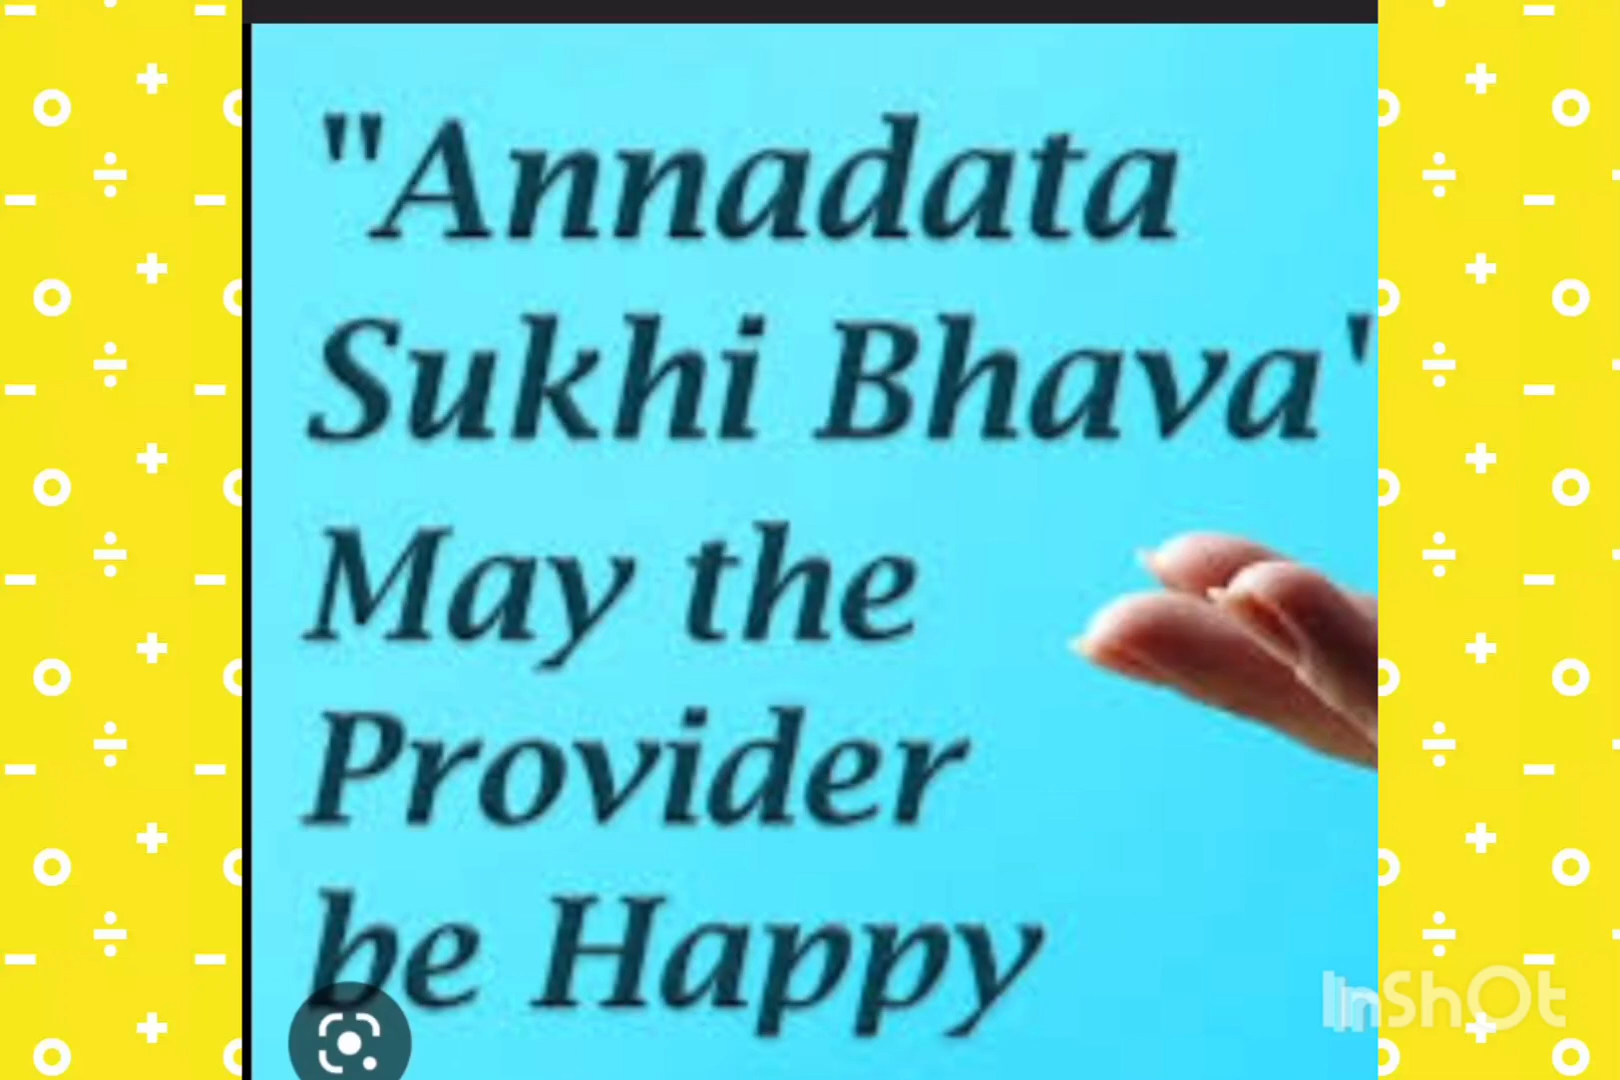 "Annadata
Sukhi Bhava'
May the
Provider
be Happy
InShOt